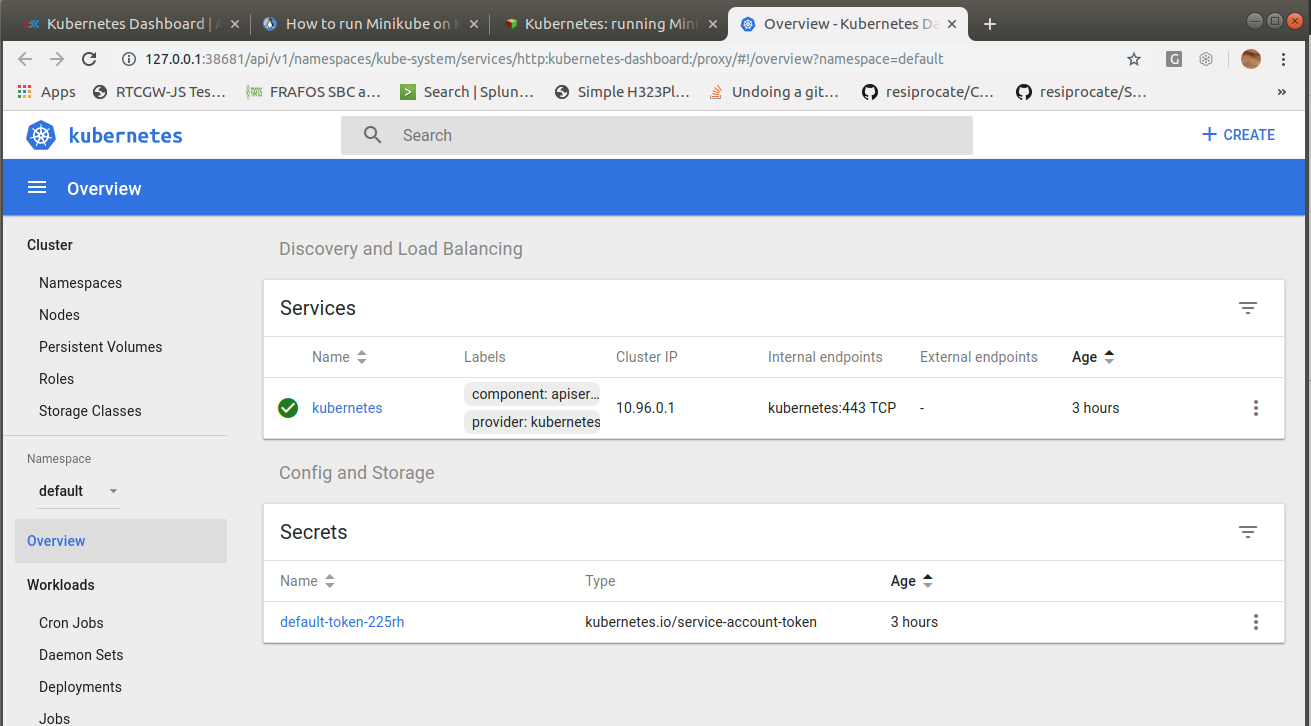 Kubernetes Dashboard | How to run Minikube on Kubernetes: running Mini Overview - Kubernetes Da
127.0.0.1:38681/api/v1/namespaces/kube-system/services/http:kubernetes-dashboard:/proxy/#!/overview?namespace=default
Apps RTCGW-JS Tes... FRAFOS SBC a... Search | Splun... Simple H323Pl... Undoing a git... resiprocate/C... resiprocate/S... »
kubernetes Search + CREATE
Overview
Cluster
Namespaces
Nodes
Persistent Volumes
Roles
Storage Classes
Namespace
default
Overview
Workloads
Cron Jobs
Daemon Sets
Deployments
Jobs
Discovery and Load Balancing
Services
Name Labels Cluster IP Internal endpoints External endpoints Age
kubernetes component: apiser... 10.96.0.1 kubernetes:443 TCP - 3 hours
provider: kubernetes
Config and Storage
Secrets
Name Type Age
default-token-225rh kubernetes.io/service-account-token 3 hours